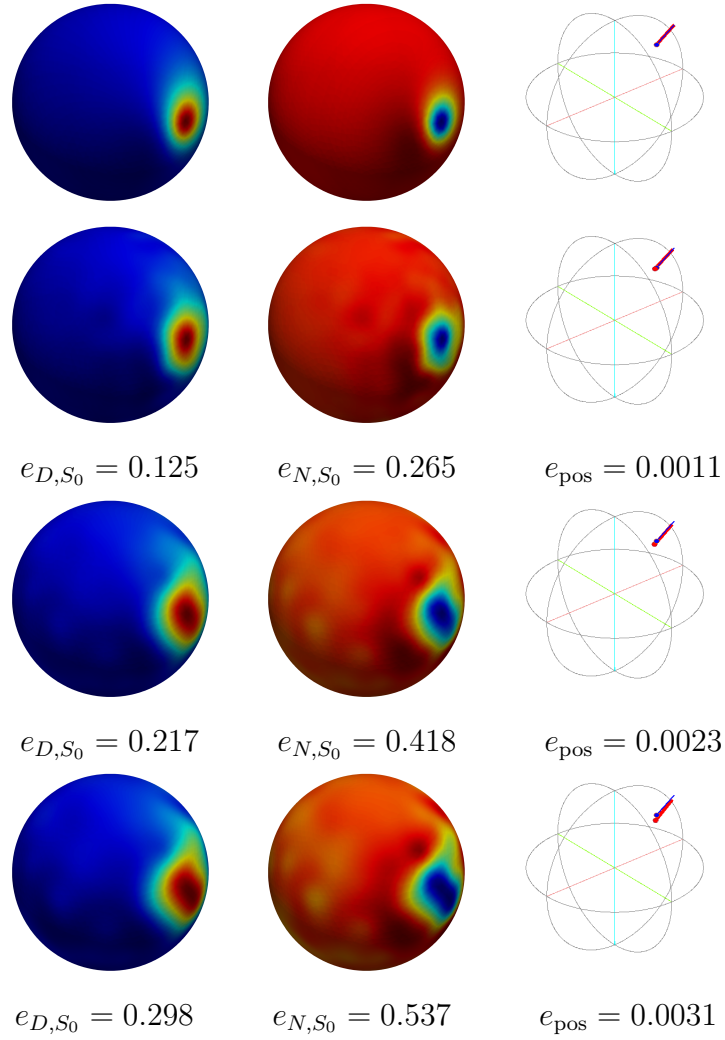 e_{D,S_0} = 0.125 e_{N,S_0} = 0.265 e_{pos} = 0.0011
e_{D,S_0} = 0.217 e_{N,S_0} = 0.418 e_{pos} = 0.0023
e_{D,S_0} = 0.298 e_{N,S_0} = 0.537 e_{pos} = 0.0031